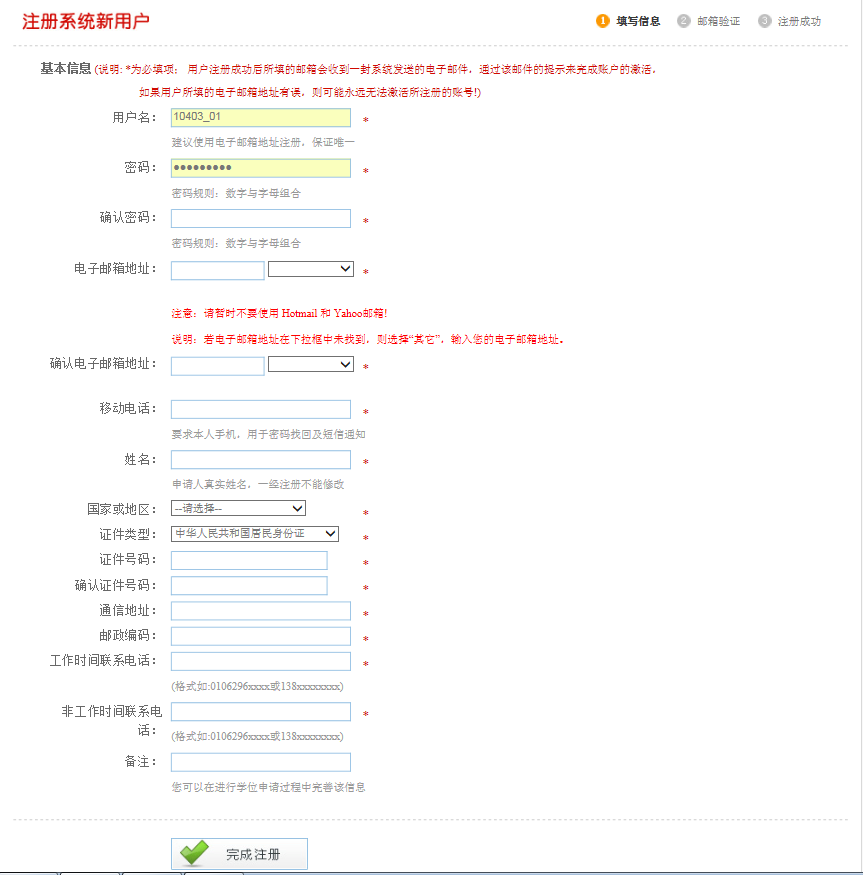 注册系统新用户
1 填写信息 2 邮箱验证 3 注册成功
基本信息 (说明: *为必填项； 用户注册成功后所填的邮箱会收到一封系统发送的电子邮件，通过该邮件的提示来完成账户的激活，
如果用户所填的电子邮箱地址有误，则可能永远无法激活所注册的账号!)
用户名： 10403_01 *
建议使用电子邮箱地址注册，保证唯一
密码： ●●●●●●●●● *
密码规则：数字与字母组合
确认密码： *
密码规则：数字与字母组合
电子邮箱地址： *
注意：请暂时不要使用 Hotmail 和 Yahoo邮箱!
说明：若电子邮箱地址在下拉框中未找到，则选择“其它”，输入您的电子邮箱地址。
确认电子邮箱地址： *
移动电话： *
要求本人手机，用于密码找回及短信通知
姓名： *
申请人真实姓名，一经注册不能修改
国家或地区： --请选择-- *
证件类型： 中华人民共和国居民身份证 *
证件号码： *
确认证件号码： *
通信地址： *
邮政编码： *
工作时间联系电话： *
(格式如:0106296xxxx或138xxxxxxxx)
非工作时间联系电 *
话：
(格式如:0106296xxxx或138xxxxxxxx)
备注：
您可以在进行学位申请过程中完善该信息
完成注册